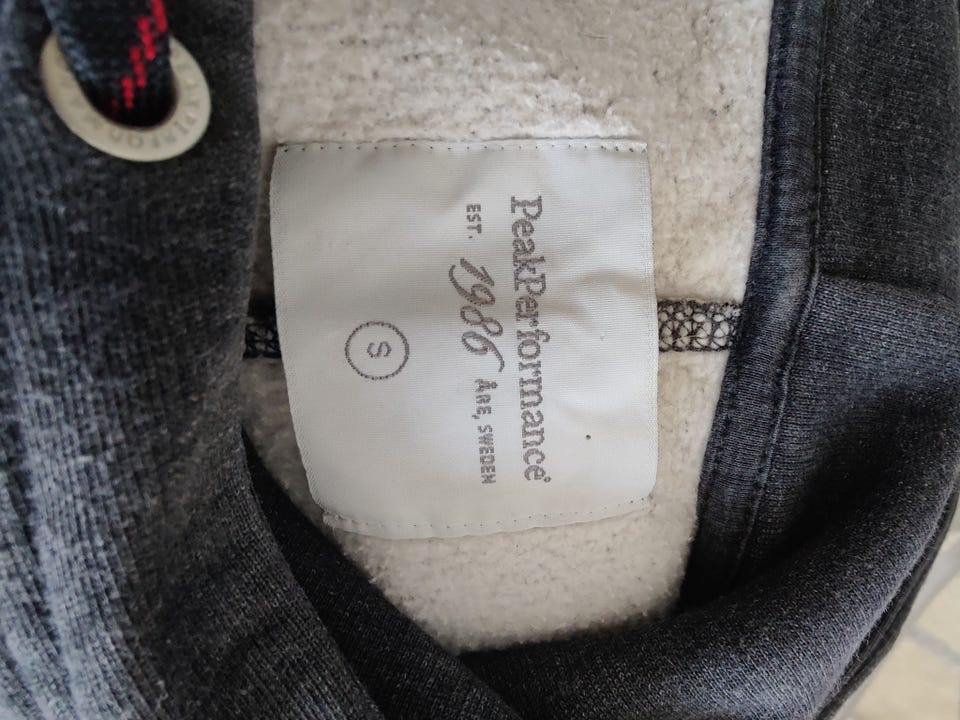 PeakPerformance
EST. 1986 ÅRE, SWEDEN
S